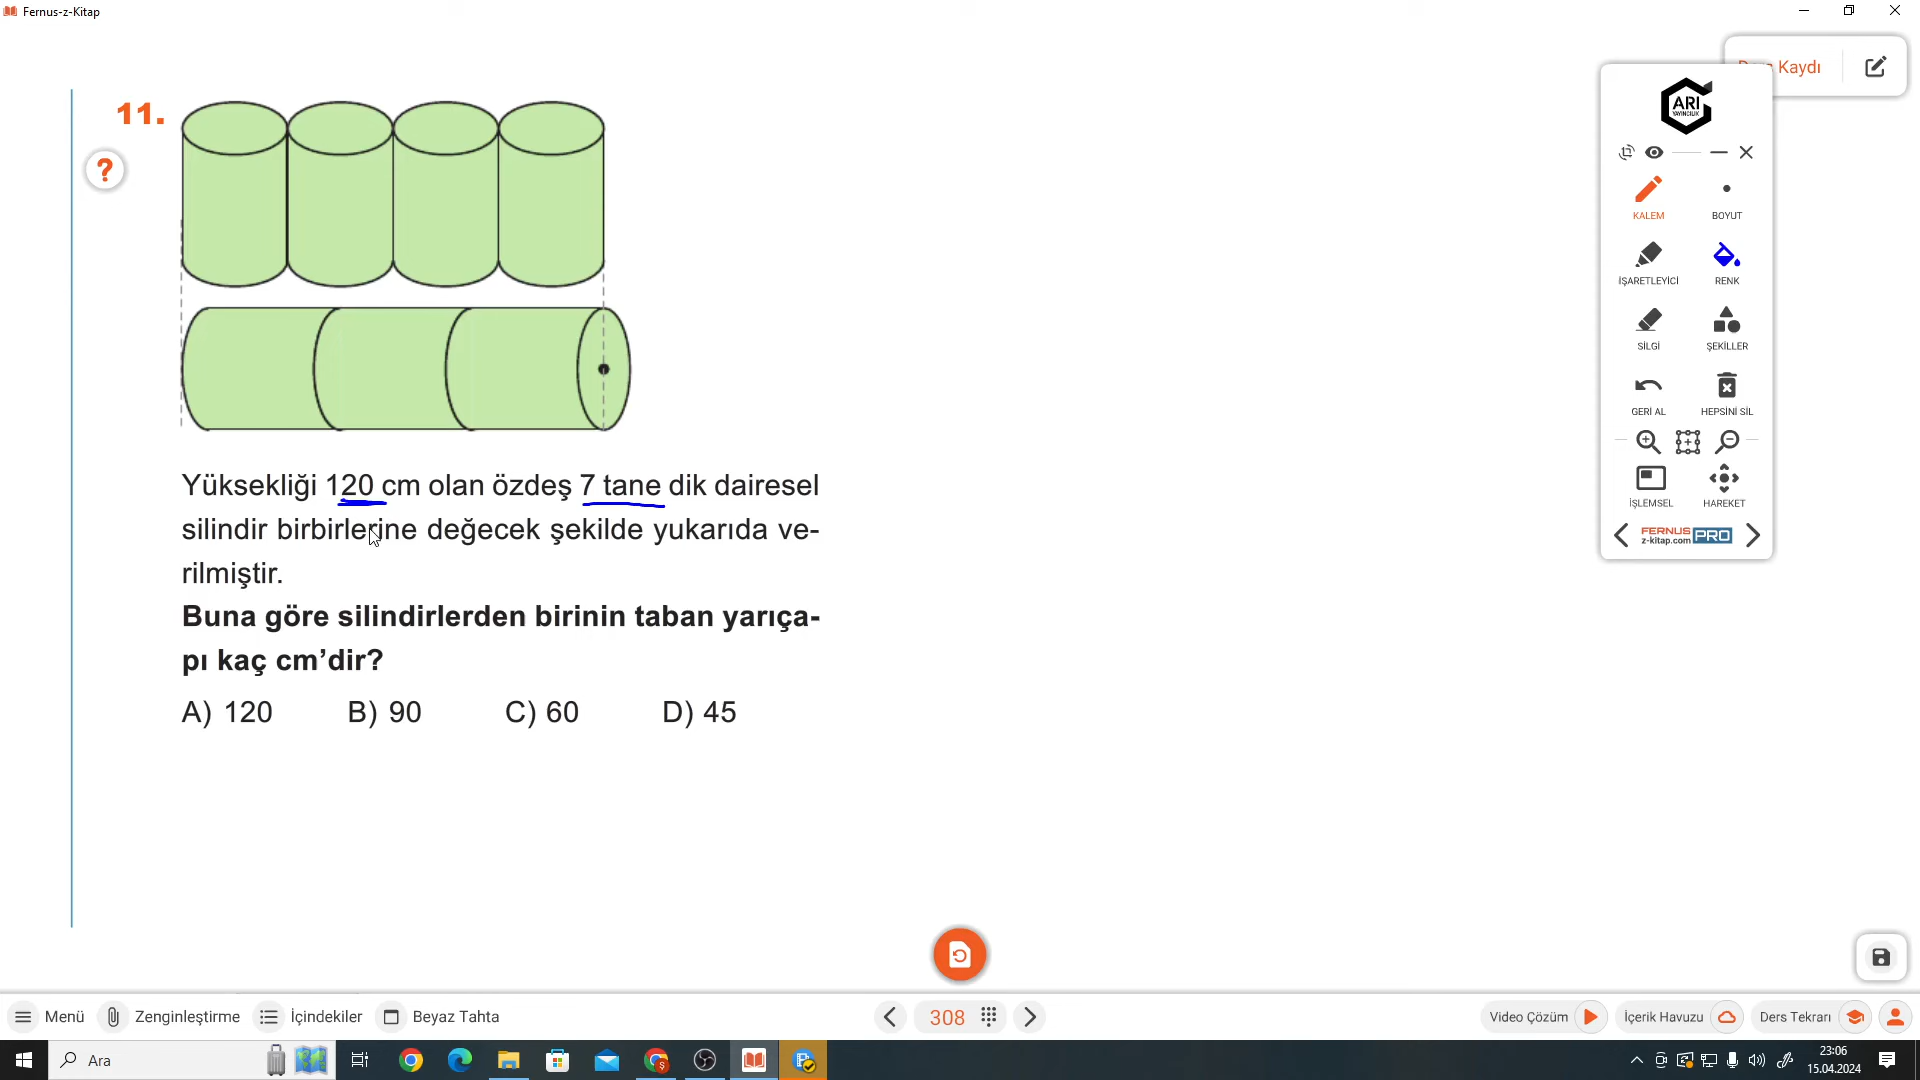 Fernus-z-Kitap
Kaydı
11.
?
ARI
YAYINCILIK
KALEM
BOYUT
İŞARETLEYİCİ
RENK
SİLGİ
ŞEKİLLER
GERİ AL
HEPSİNİ SİL
İŞLEMSEL
HAREKET
FERNUS
z-kitap.com PRO
Yüksekliği 120 cm olan özdeş 7 tane dik dairesel
silindir birbirlerine değecek şekilde yukarıda ve-
rilmiştir.
Buna göre silindirlerden birinin taban yarıça-
pı kaç cm’dir?
A) 120 B) 90 C) 60 D) 45
Menü Zenginleştirme İçindekiler Beyaz Tahta 308 Video Çözüm İçerik Havuzu Ders Tekrarı
Ara
23:06
15.04.2024